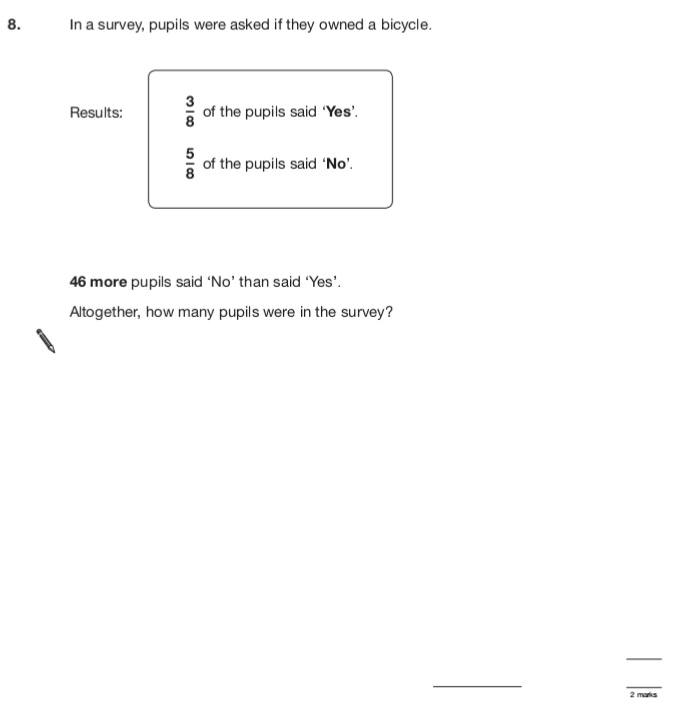 8. In a survey, pupils were asked if they owned a bicycle.
Results: 3/8 of the pupils said ‘Yes’.
5/8 of the pupils said ‘No’.
46 more pupils said ‘No’ than said ‘Yes’.
Altogether, how many pupils were in the survey?
2 marks